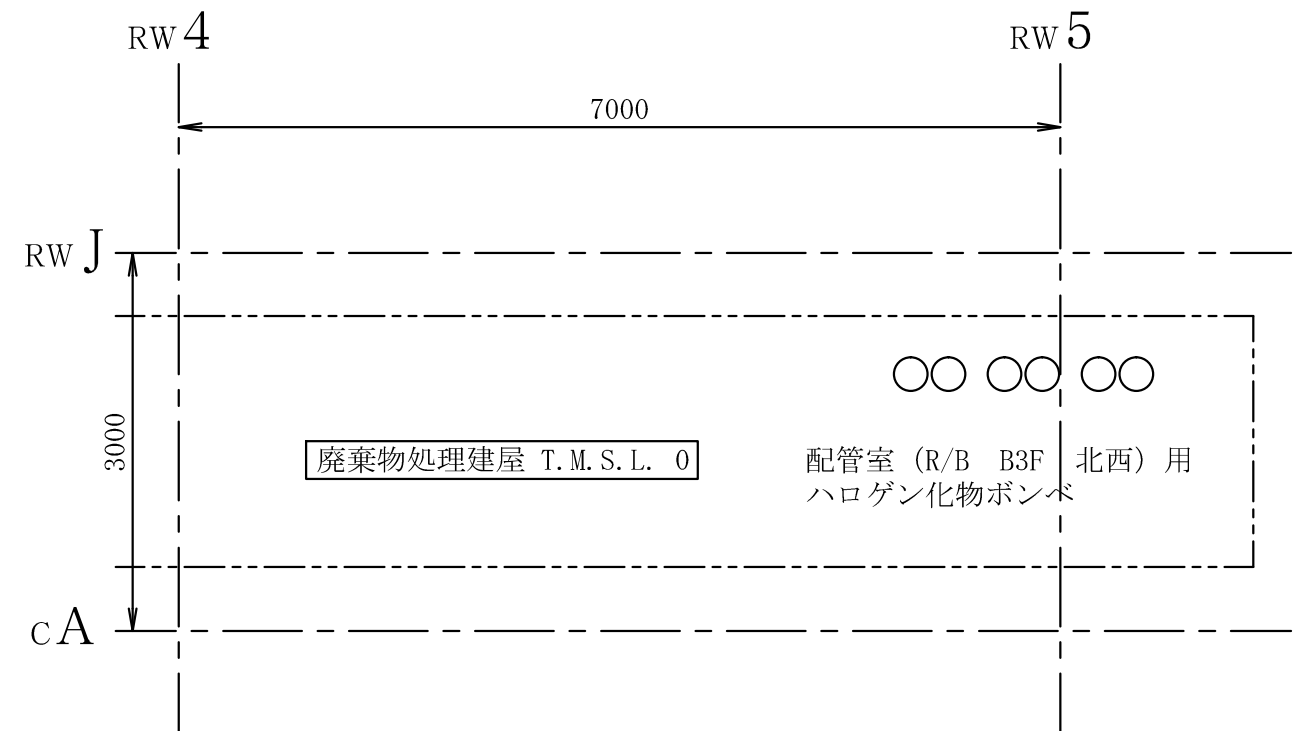 RW4
RW5
7000
RWJ
3000
廃棄物処理建屋 T.M.S.L. 0
配管室（R/B　B3F　北西）用
ハロゲン化物ボンベ
cA